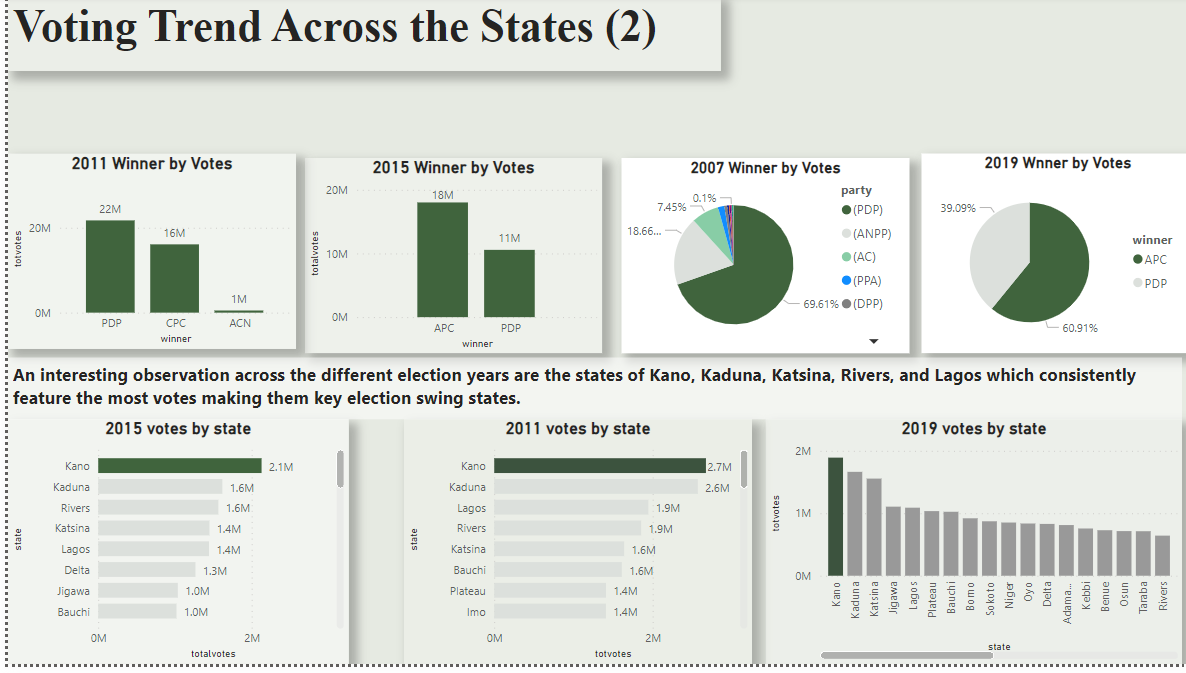 Voting Trend Across the States (2)
2011 Winner by Votes
totvotes
20M
0M
22M
16M
1M
PDP
CPC
ACN
winner
2015 Winner by Votes
totalvotes
20M
10M
0M
18M
11M
APC
PDP
winner
2007 Winner by Votes
0.1%
7.45%
18.66...
69.61%
party
(PDP)
(ANPP)
(AC)
(PPA)
(DPP)
2019 Wnner by Votes
39.09%
60.91%
winner
APC
PDP
An interesting observation across the different election years are the states of Kano, Kaduna, Katsina, Rivers, and Lagos which consistently
feature the most votes making them key election swing states.
2015 votes by state
state
Kano 2.1M
Kaduna 1.6M
Rivers 1.6M
Katsina 1.4M
Lagos 1.4M
Delta 1.3M
Jigawa 1.0M
Bauchi 1.0M
0M 2M
totalvotes
2011 votes by state
state
Kano 2.7M
Kaduna 2.6M
Lagos 1.9M
Rivers 1.9M
Katsina 1.6M
Bauchi 1.6M
Plateau 1.4M
Imo 1.4M
0M 2M
totvotes
2019 votes by state
totvotes
2M
1M
0M
Kano
Kaduna
Katsina
Jigawa
Lagos
Plateau
Bauchi
Borno
Sokoto
Niger
Oyo
Delta
Adama...
Kebbi
Benue
Osun
Taraba
Rivers
state